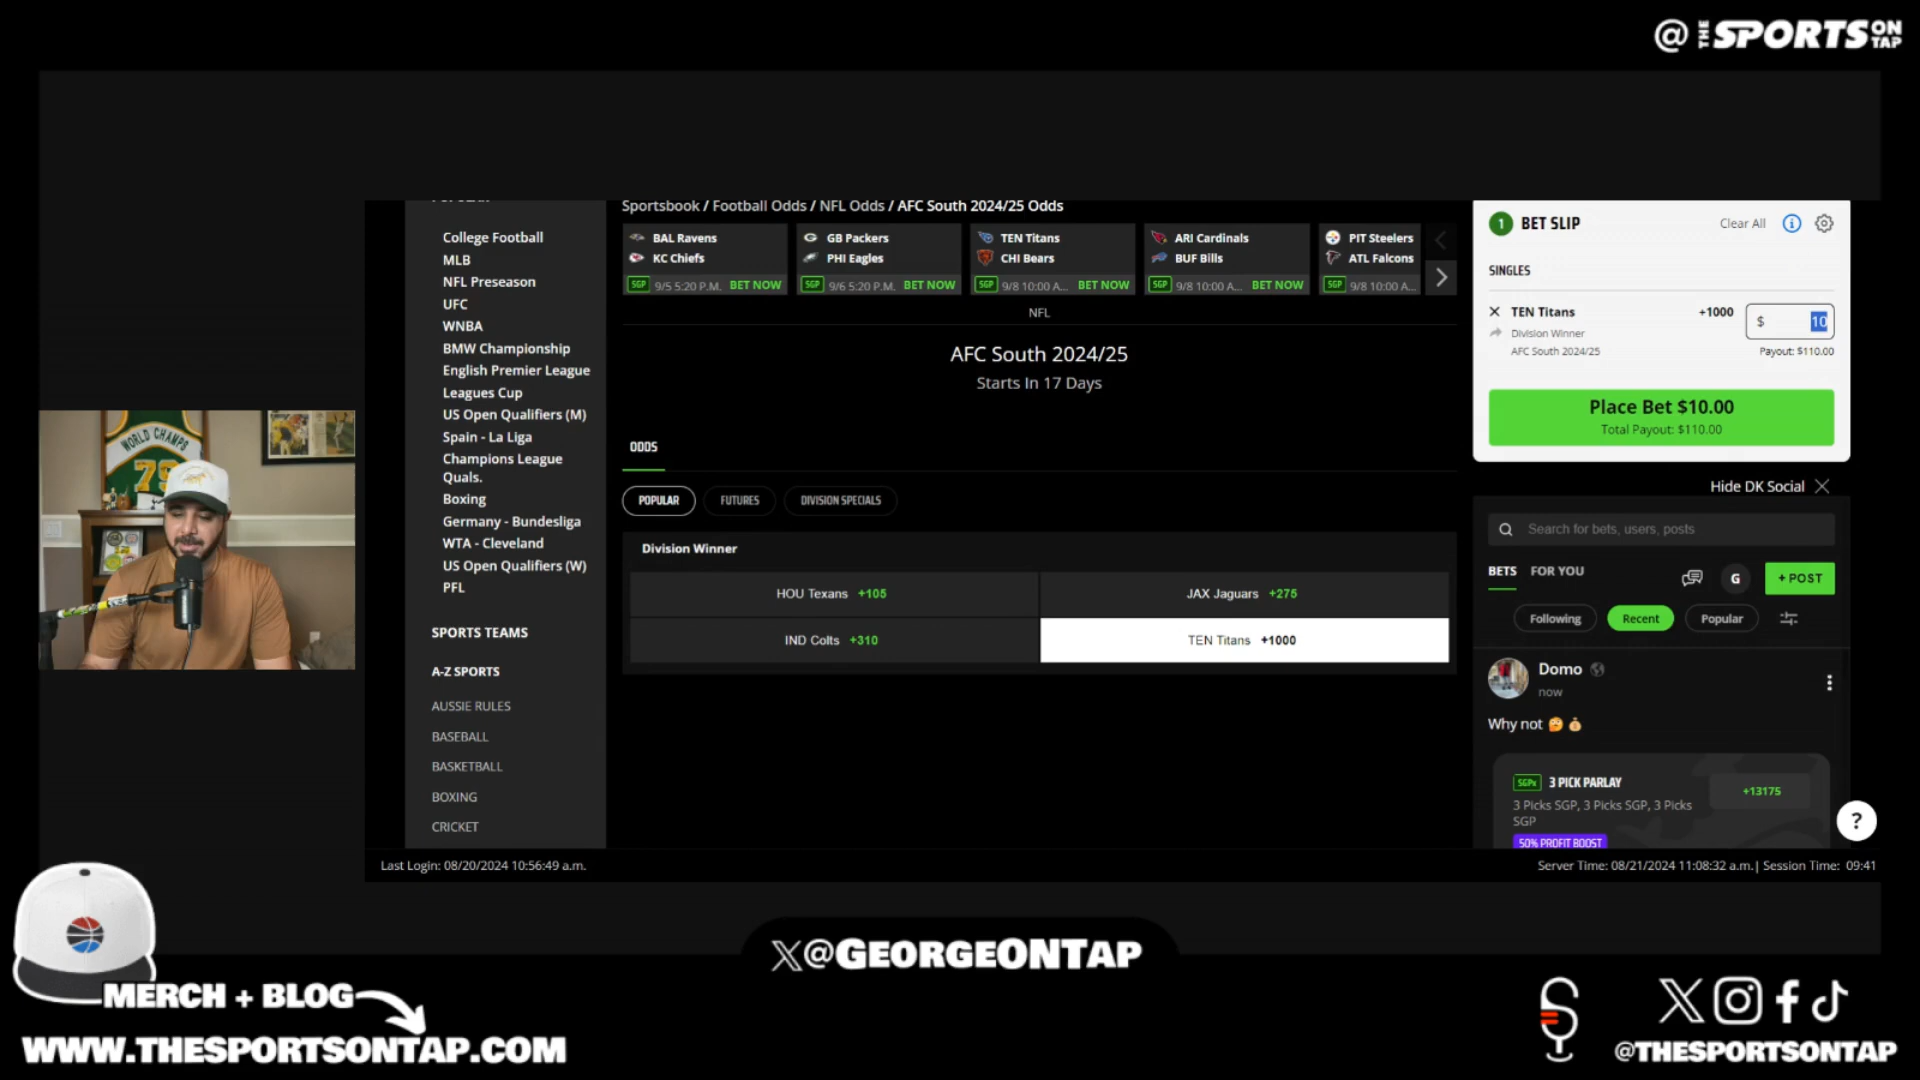 @ THE SPORTS ON TAP
Sportsbook / Football Odds / NFL Odds / AFC South 2024/25 Odds
College Football
MLB
NFL Preseason
UFC
WNBA
BMW Championship
English Premier League
Leagues Cup
US Open Qualifiers (M)
Spain - La Liga
Champions League
Quals.
Boxing
Germany - Bundesliga
WTA - Cleveland
US Open Qualifiers (W)
PFL
SPORTS TEAMS
A-Z SPORTS
AUSSIE RULES
BASEBALL
BASKETBALL
BOXING
CRICKET
BAL Ravens
KC Chiefs
SGP 9/5 5:20 P.M. BET NOW
GB Packers
PHI Eagles
SGP 9/6 5:20 P.M. BET NOW
TEN Titans
CHI Bears
SGP 9/8 10:00 A... BET NOW
ARI Cardinals
BUF Bills
SGP 9/8 10:00 A... BET NOW
PIT Steelers
ATL Falcons
SGP 9/8 10:00 A...
NFL
AFC South 2024/25
Starts In 17 Days
ODDS
POPULAR FUTURES DIVISION SPECIALS
Division Winner
HOU Texans +105 JAX Jaguars +275
IND Colts +310 TEN Titans +1000
1 BET SLIP Clear All
SINGLES
TEN Titans +1000 $ 10
Division Winner
AFC South 2024/25 Payout: $110.00
Place Bet $10.00
Total Payout: $110.00
Hide DK Social
Search for bets, users, posts
BETS FOR YOU G + POST
Following Recent Popular
Domo
now
Why not 🤔💰
SGPx 3 PICK PARLAY +13175
3 Picks SGP, 3 Picks SGP, 3 Picks
SGP
50% PROFIT BOOST
?
WORLD CHAMPS
79
Last Login: 08/20/2024 10:56:49 a.m.
Server Time: 08/21/2024 11:08:32 a.m. | Session Time: 09:41
X@GEORGEONTAP
MERCH + BLOG
WWW.THESPORTSONTAP.COM
@THESPORTSONTAP